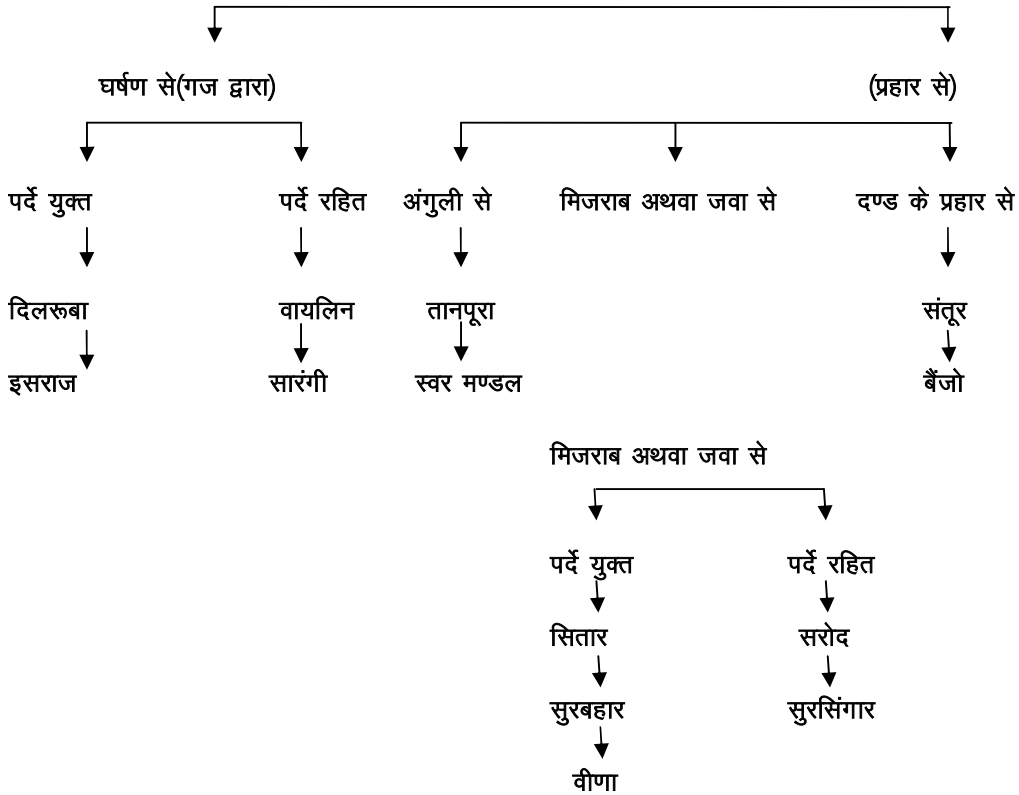 घर्षण से(गज द्वारा) (प्रहार से)
पर्दे युक्त पर्दे रहित अंगुली से मिजराब अथवा जवा से दण्ड के प्रहार से
दिलरूबा वायलिन तानपूरा संतूर
इसराज सारंगी स्वर मण्डल बैंजो
मिजराब अथवा जवा से
पर्दे युक्त पर्दे रहित
सितार सरोद
सुरबहार सुरसिंगार
वीणा